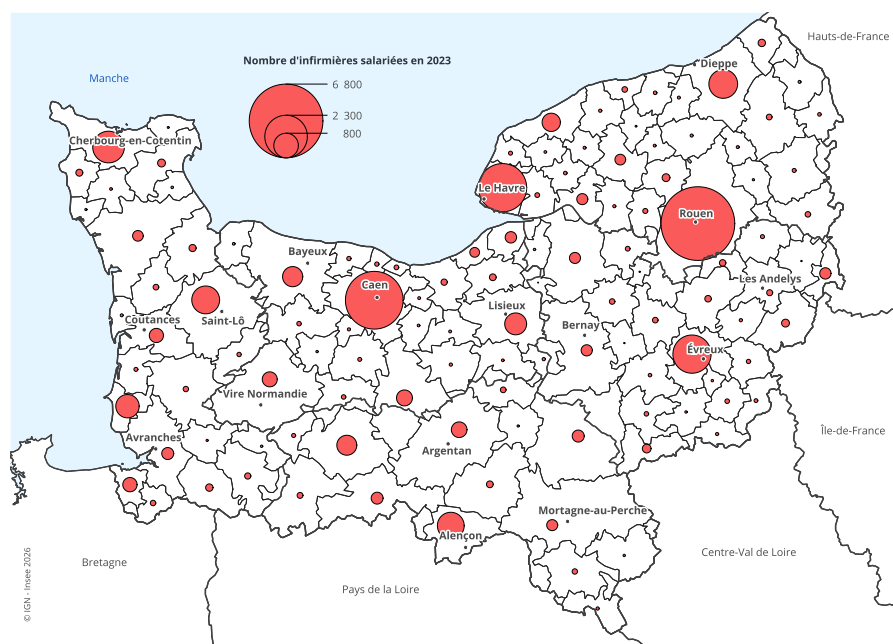 Hauts-de-France
Nombre d'infirmières salariées en 2023
Dieppe
Manche
6 800
2 300
800
Cherbourg-en-Cotentin
Le Havre
Rouen
Bayeux
Les Andelys
Caen
Lisieux
Coutances
Saint-Lô
Bernay
Évreux
Vire Normandie
Île-de-France
Avranches
Argentan
Mortagne-au-Perche
Alençon
Centre-Val de Loire
Bretagne
Pays de la Loire
© IGN - Insee 2026